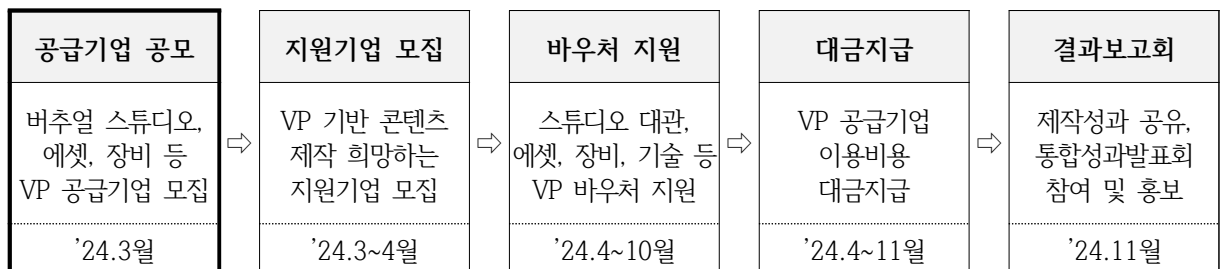 공급기업 공모
버추얼 스튜디오,
에셋, 장비 등
VP 공급기업 모집
'24.3월
⇨
지원기업 모집
VP 기반 콘텐츠
제작 희망하는
지원기업 모집
'24.3~4월
⇨
바우처 지원
스튜디오 대관,
에셋, 장비, 기술 등
VP 바우처 지원
'24.4~10월
⇨
대금지급
VP 공급기업
이용비용
대금지급
'24.4~11월
⇨
결과보고회
제작성과 공유,
통합성과발표회
참여 및 홍보
'24.11월